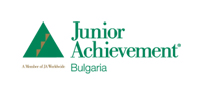 Junior
Achievement®
A Member of JA Worldwide
Bulgaria